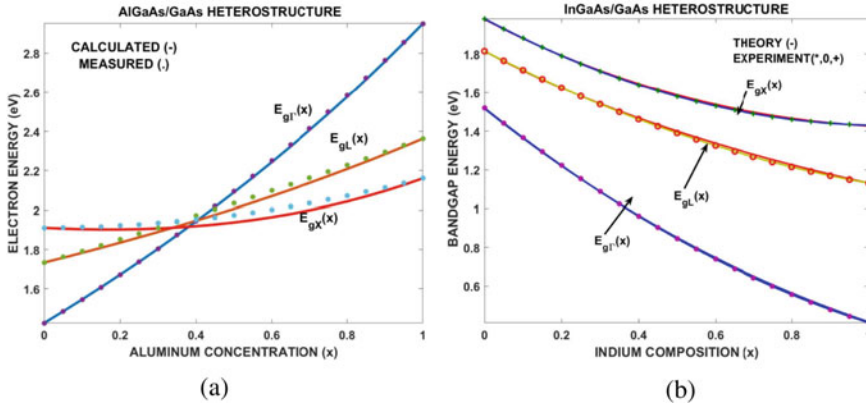 AlGaAs/GaAs HETEROSTRUCTURE
CALCULATED (-)
MEASURED (.)
EgΓ(x)
EgL(x)
EgX(x)
ELECTRON ENERGY (eV)
2.8
2.6
2.4
2.2
2
1.8
1.6
0
0.2
0.4
0.6
0.8
1
ALUMINUM CONCENTRATION (x)
(a)
InGaAs/GaAs HETEROSTRUCTURE
THEORY (-)
EXPERIMENT(*,0,+)
EgX(x)
EgL(x)
EgΓ(x)
BANDGAP ENERGY (eV)
1.8
1.6
1.4
1.2
1
0.8
0.6
0
0.2
0.4
0.6
0.8
INDIUM COMPOSITION (x)
(b)